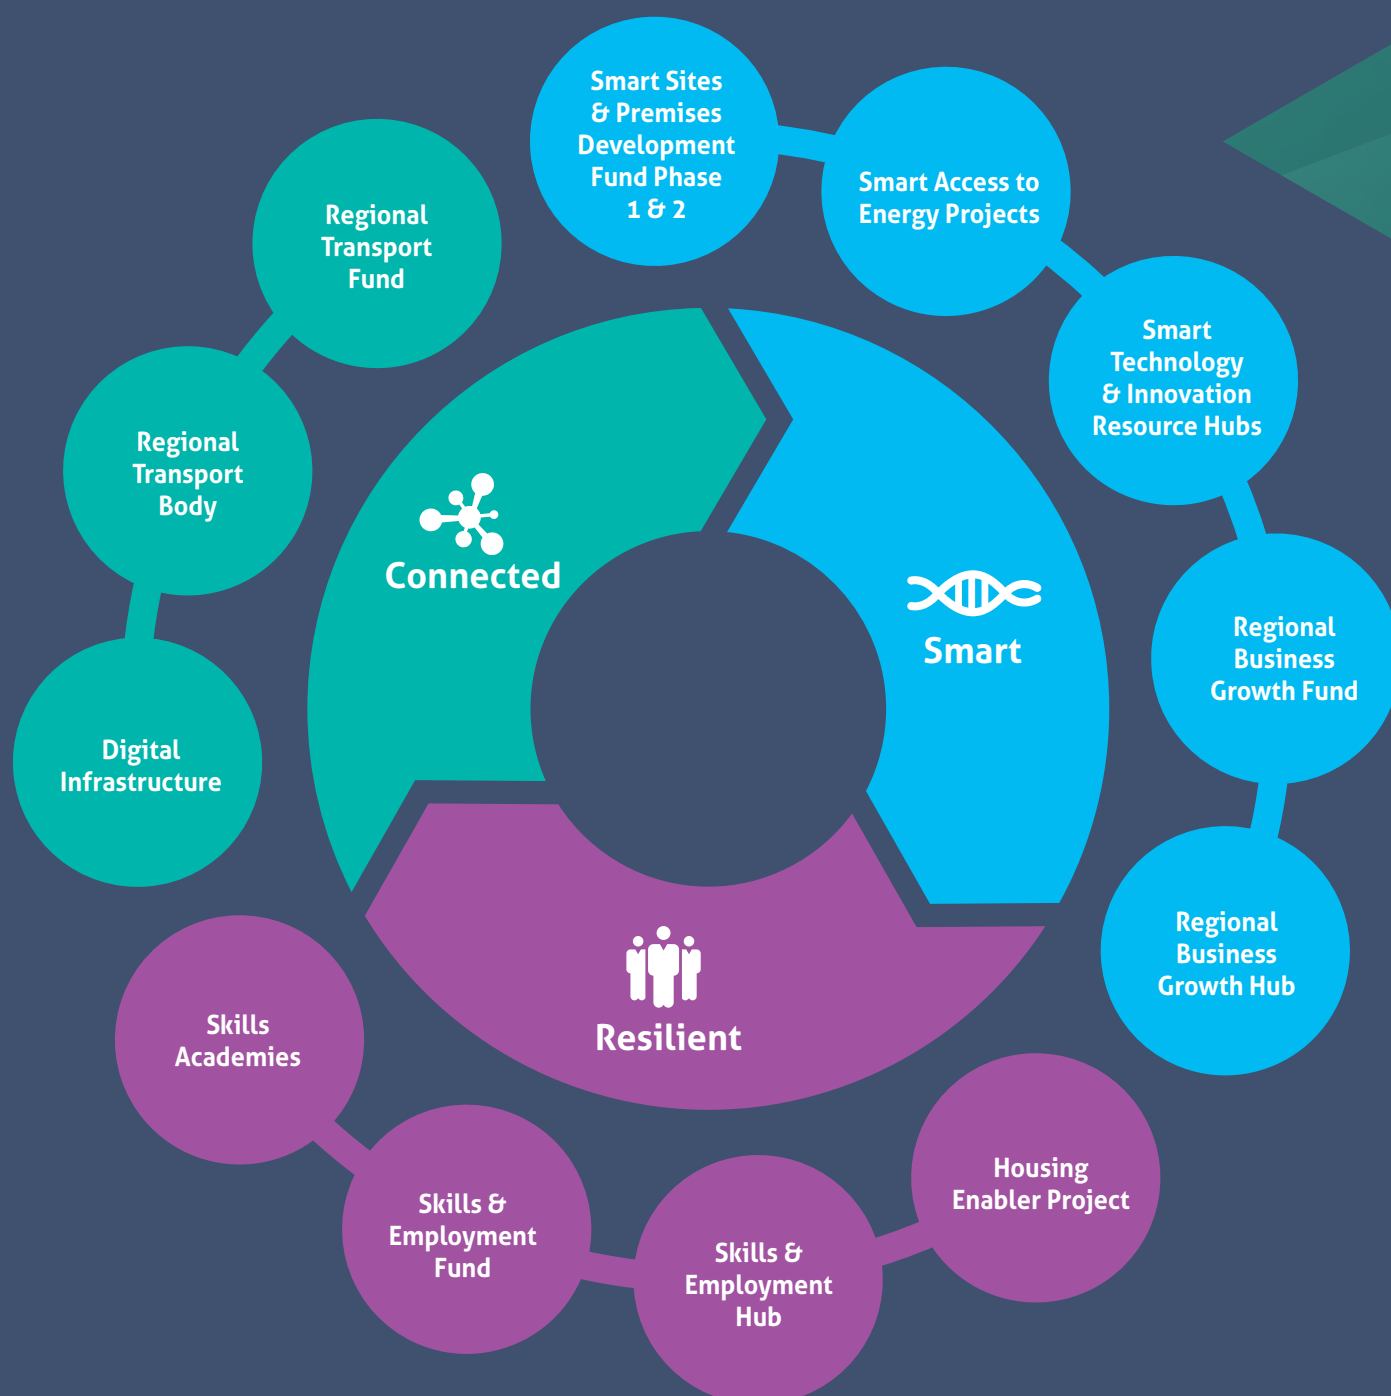 Smart Sites
& Premises
Development
Fund Phase
1 & 2
Smart Access to
Energy Projects
Smart
Technology
& Innovation
Resource Hubs
Regional
Business
Growth Fund
Regional
Business
Growth Hub
Regional
Transport
Fund
Regional
Transport
Body
Digital
Infrastructure
Connected
Smart
Resilient
Skills
Academies
Skills &
Employment
Fund
Skills &
Employment
Hub
Housing
Enabler Project